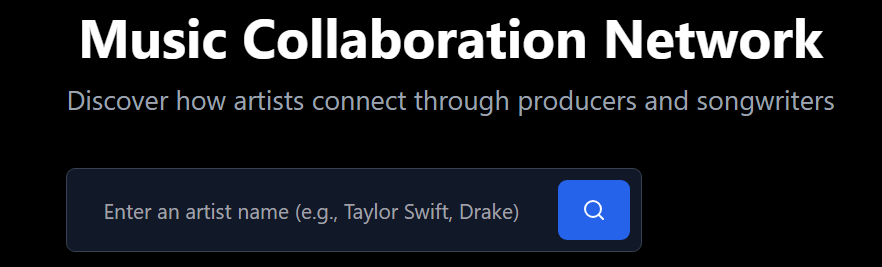 Music Collaboration Network
Discover how artists connect through producers and songwriters
Enter an artist name (e.g., Taylor Swift, Drake)